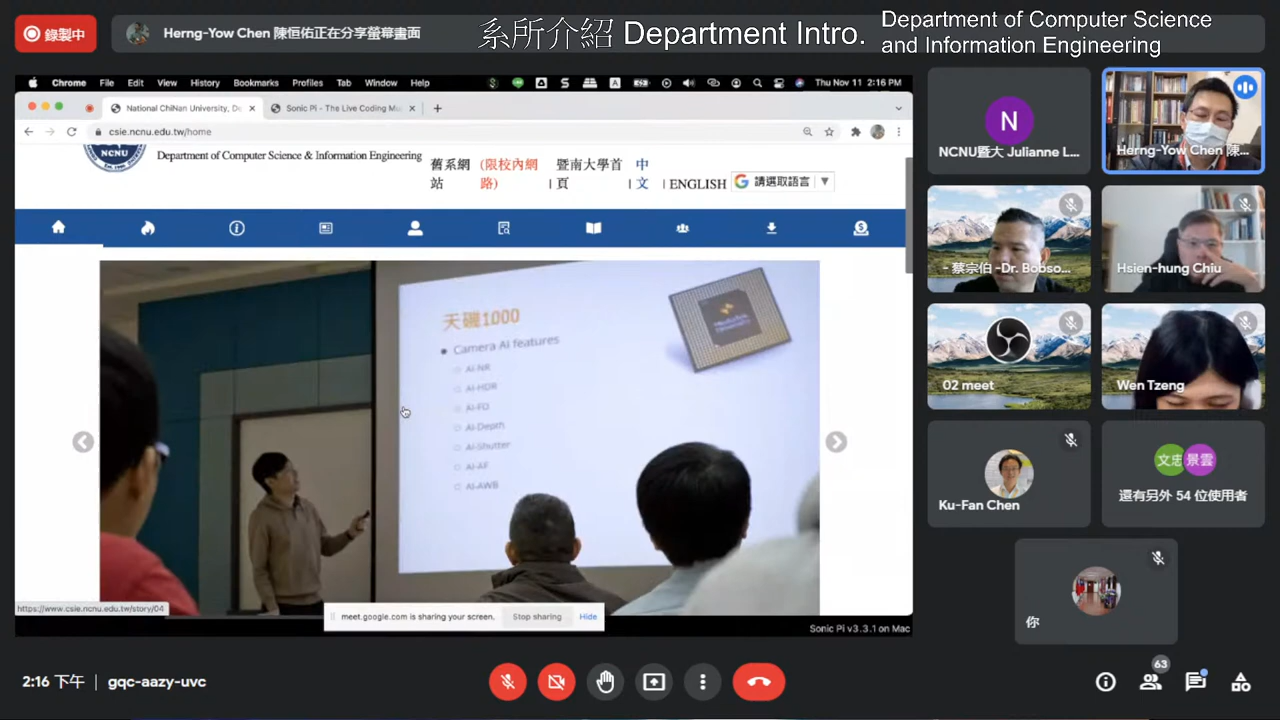 錄製中
Herng-Yow Chen 陳恒佑正在分享螢幕畫面
系所介紹 Department Intro.
Department of Computer Science
and Information Engineering
Chrome File Edit View History Bookmarks Profiles Tab Window Help
Thu Nov 11 2:16 PM
National ChiNan University, De
Sonic Pi - The Live Coding Mu
csie.ncnu.edu.tw/home
NCNU
Department of Computer Science & Information Engineering
舊系網站
(限校內網路)
| 暨南大學首頁
| 中文
| ENGLISH
請選取語言 ▼
天磯1000
Camera AI features
AI-NR
AI-HDR
AI-FD
AI-Depth
AI-Shutter
AI-AF
AI-AWB
https://www.csie.ncnu.edu.tw/story/04
meet.google.com is sharing your screen.
Stop sharing
Hide
Sonic Pi v3.3.1 on Mac
N
NCNU暨大 Julianne L...
Herng-Yow Chen 陳...
- 蔡宗伯 -Dr. Bobso...
Hsien-hung Chiu
02 meet
Wen Tzeng
Ku-Fan Chen
文忠
景雲
還有另外 54 位使用者
你
2:16 下午 | gqc-aazy-uvc
63